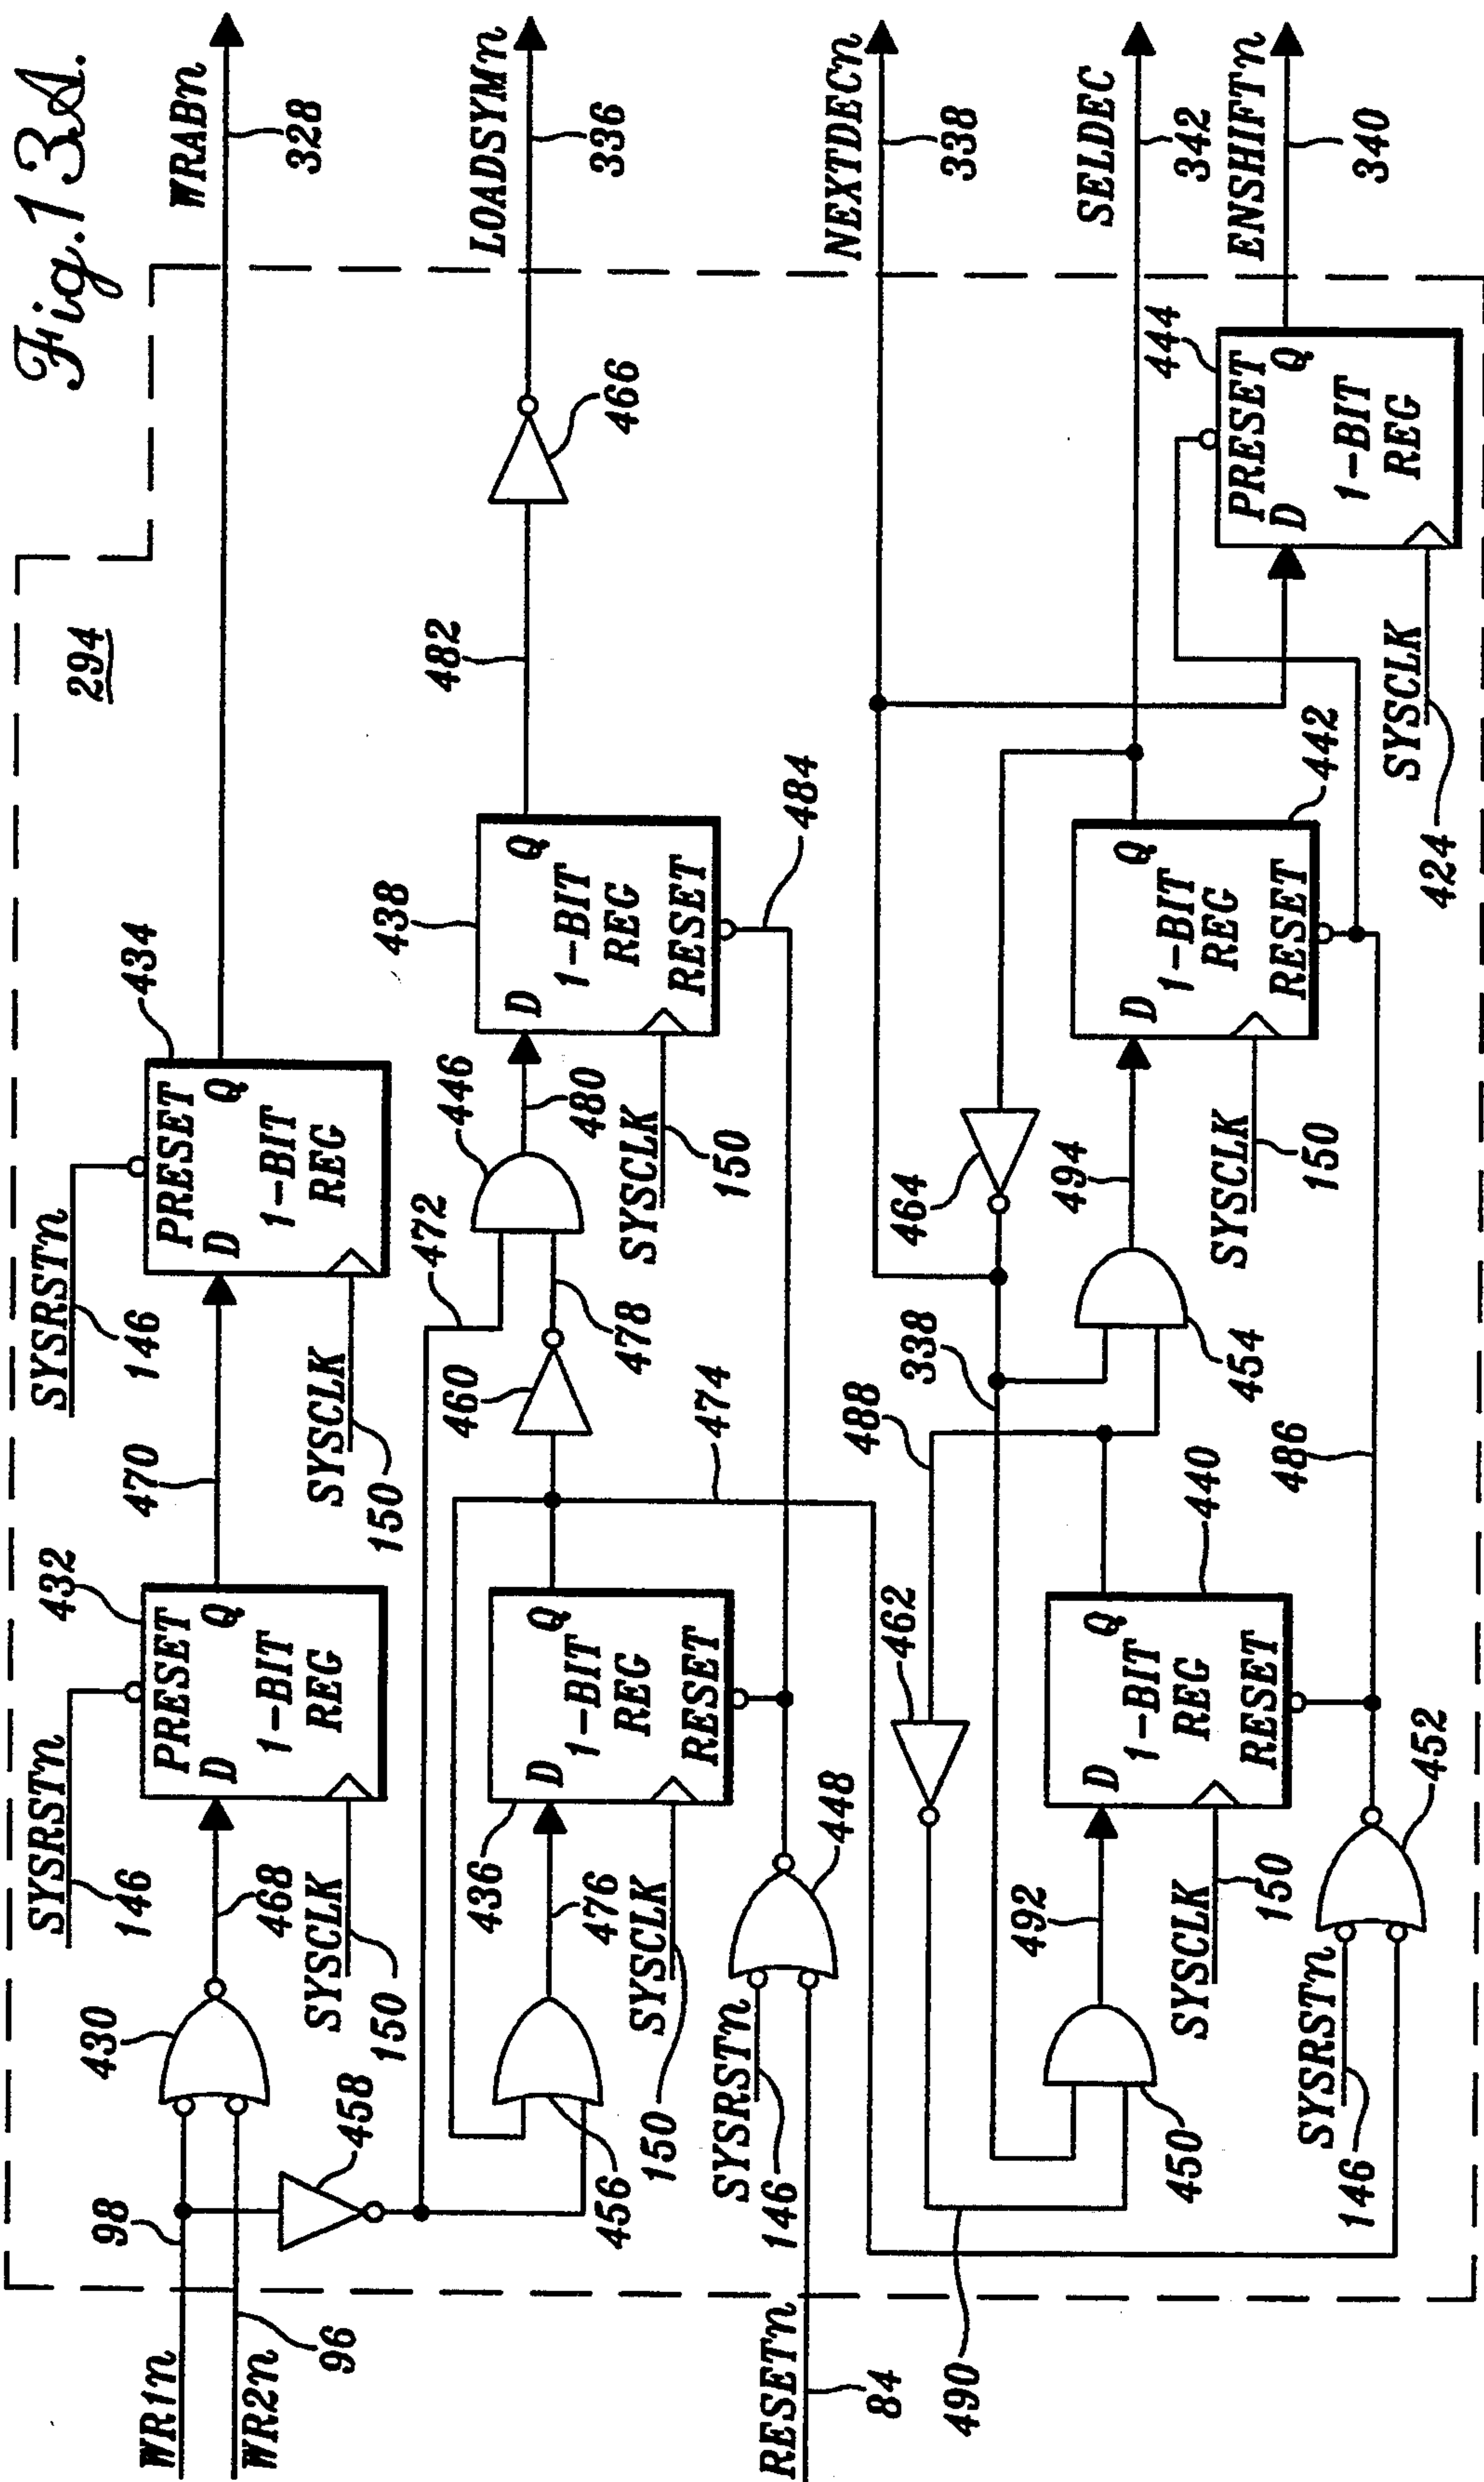 Fig. 13A.
294
WR1n
98
WR2n
96
430
468
458
SYSRSTn
146
432
PRESET
D
Q
1-BIT
REG
SYSCLK
150
470
SYSRSTn
146
434
PRESET
D
Q
1-BIT
REG
SYSCLK
150
WRABn
328
472
456
476
436
D
Q
1-BIT
REG
RESET
SYSCLK
150
460
478
474
446
480
438
D
Q
1-BIT
REG
RESET
SYSCLK
150
484
482
466
LOADSYMn
336
RESETn
84
SYSRSTn
146
448
490
462
488
338
464
NEXTDECn
338
450
492
440
D
Q
1-BIT
REG
RESET
SYSCLK
150
454
494
442
D
Q
1-BIT
REG
RESET
SYSCLK
150
SELDEC
342
SYSRSTn
146
452
486
444
PRESET
D
Q
1-BIT
REG
SYSCLK
424
ENSHIFTn
340